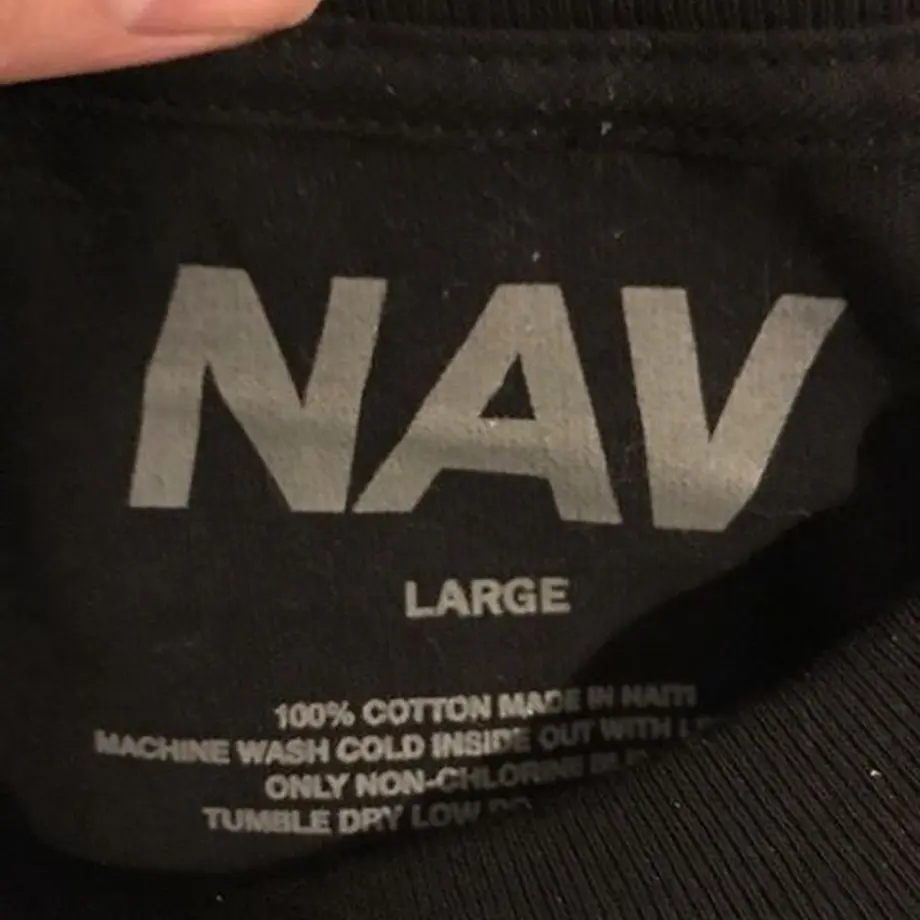 NAV
LARGE
100% COTTON MADE IN HAITI
MACHINE WASH COLD INSIDE OUT WITH
ONLY NON-CHLORINE
TUMBLE DRY LOW